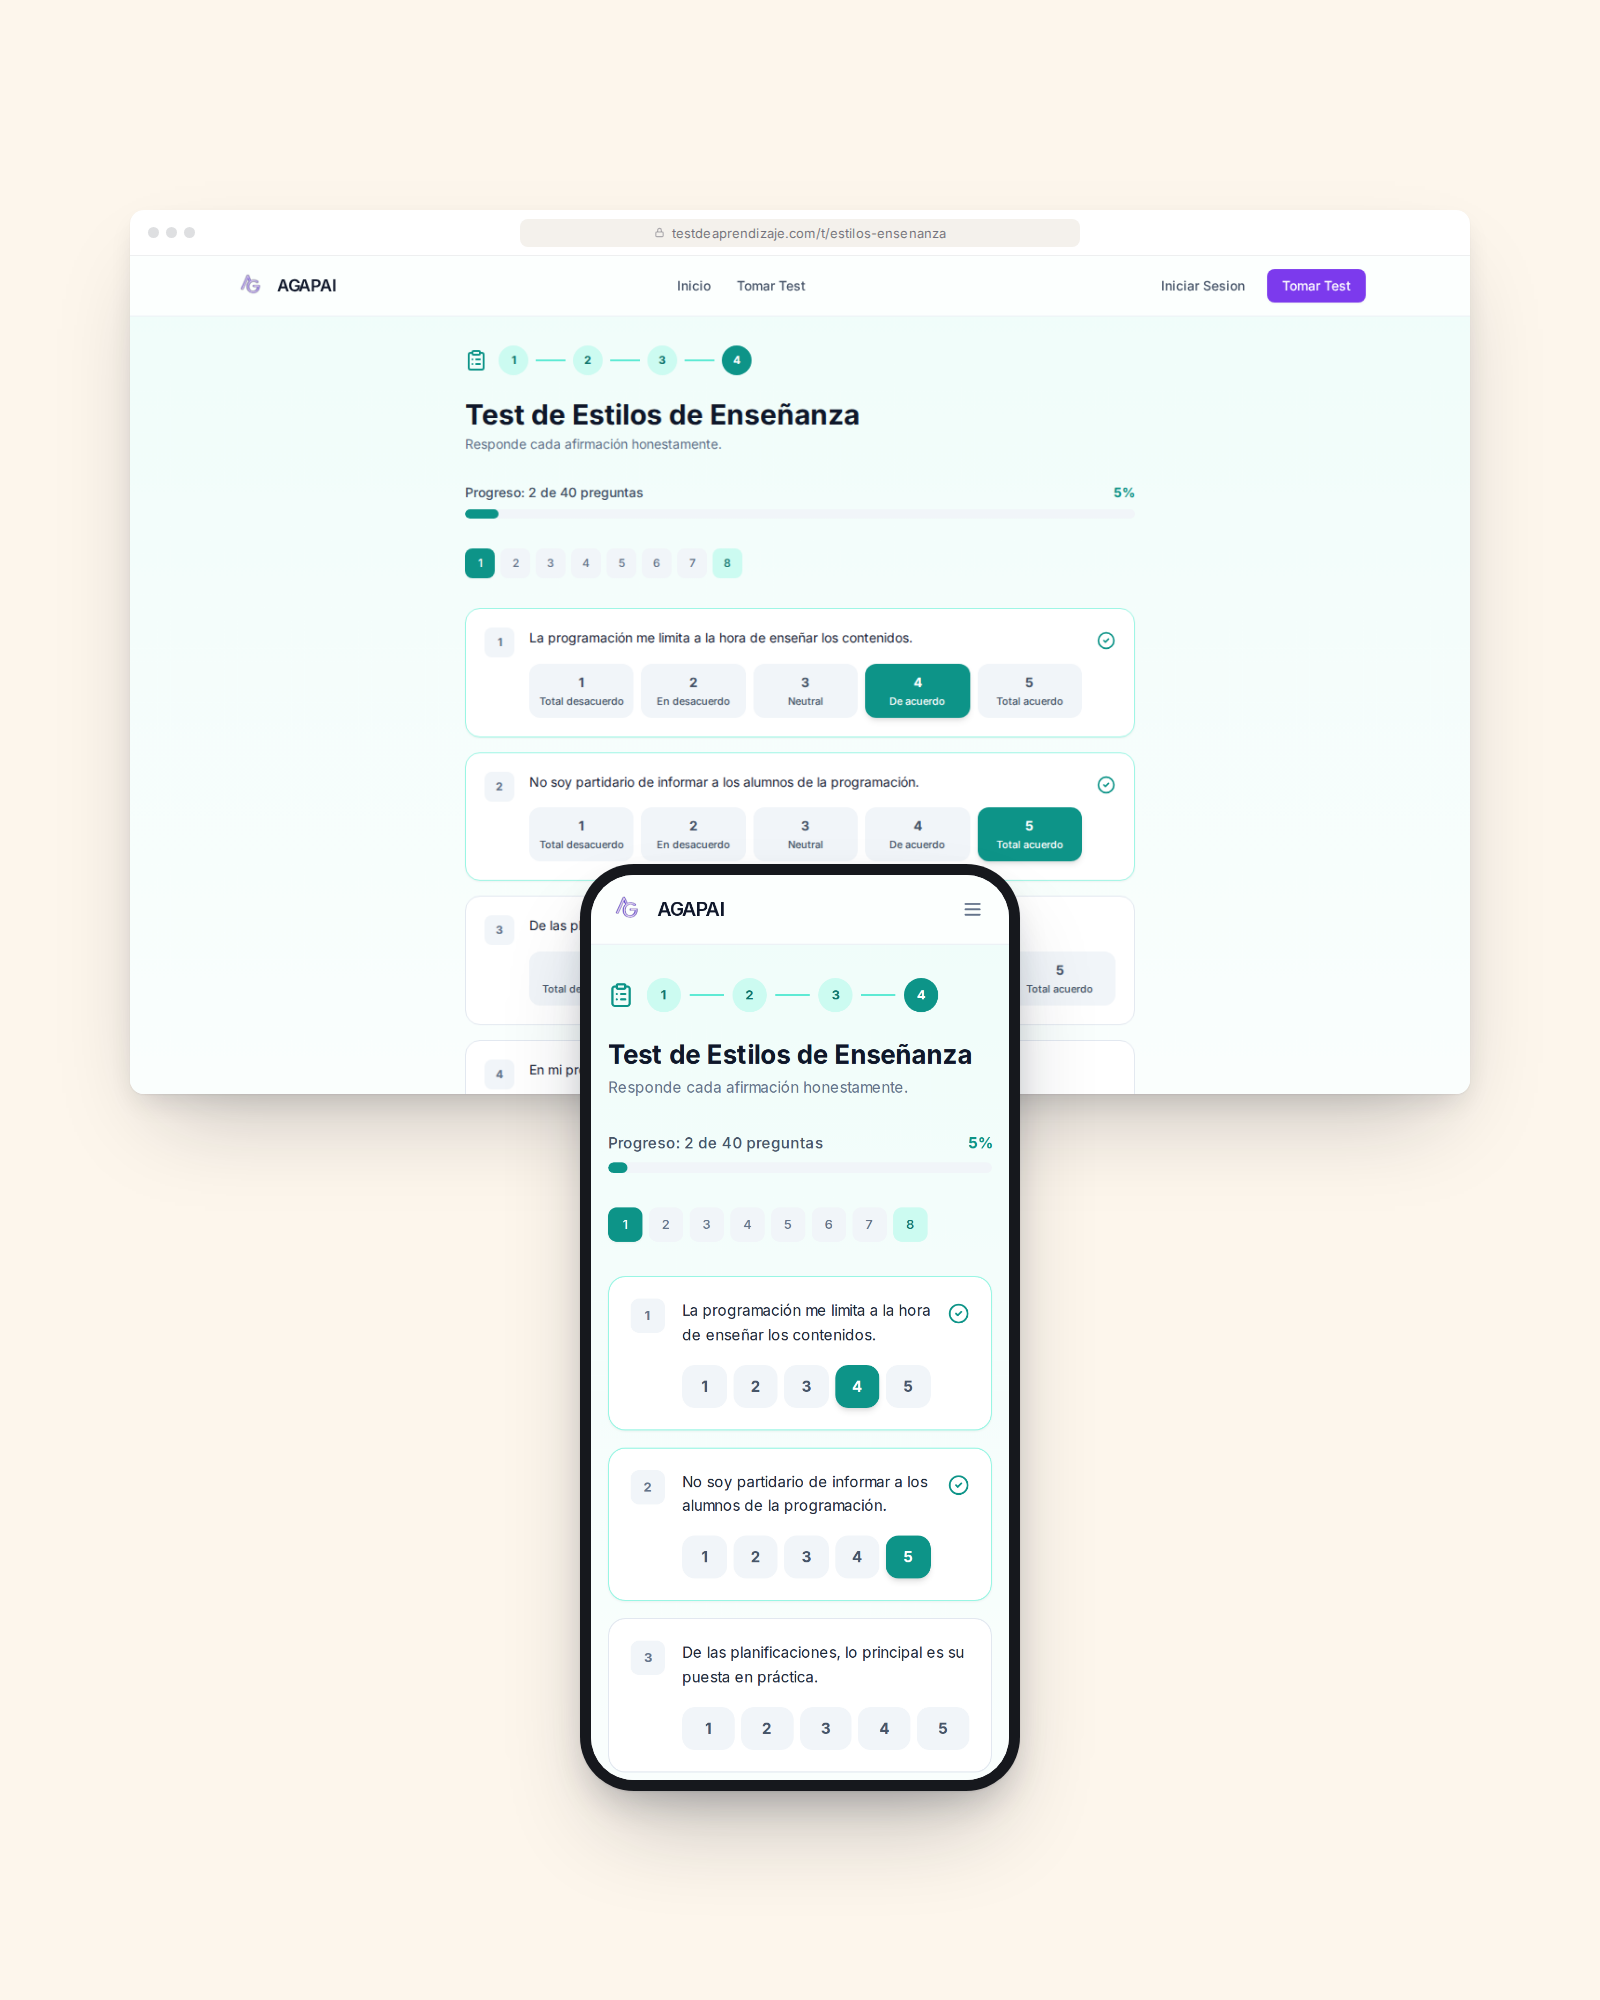 testdeaprendizaje.com/t/estilos-ensenanza
AG AGAPAI
Inicio Tomar Test
Iniciar Sesion Tomar Test
1 2 3 4
Test de Estilos de Enseñanza
Responde cada afirmación honestamente.
Progreso: 2 de 40 preguntas 5%
1 2 3 4 5 6 7 8
1 La programación me limita a la hora de enseñar los contenidos.
1 2 3 4 5
Total desacuerdo En desacuerdo Neutral De acuerdo Total acuerdo
2 No soy partidario de informar a los alumnos de la programación.
1 2 3 4 5
Total desacuerdo En desacuerdo Neutral De acuerdo Total acuerdo
3 De las
5
Total Total acuerdo
4 En mi
AG AGAPAI
1 2 3 4
Test de Estilos de Enseñanza
Responde cada afirmación honestamente.
Progreso: 2 de 40 preguntas 5%
1 2 3 4 5 6 7 8
1 La programación me limita a la hora
de enseñar los contenidos.
1 2 3 4 5
2 No soy partidario de informar a los
alumnos de la programación.
1 2 3 4 5
3 De las planificaciones, lo principal es su
puesta en práctica.
1 2 3 4 5